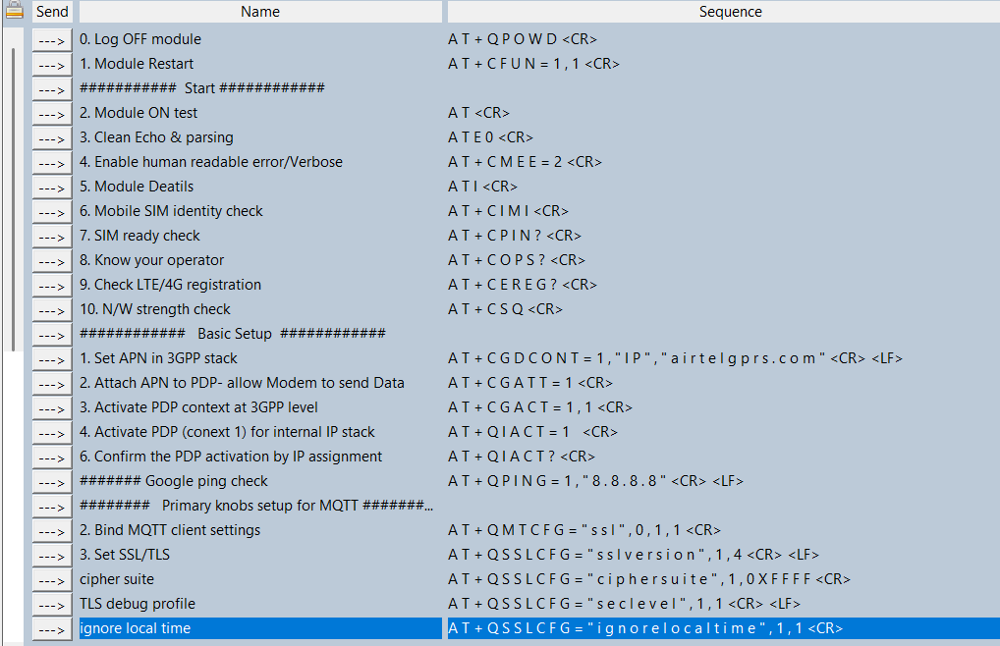 Send Name Sequence
---> 0. Log OFF module AT+QPOWD<CR>
---> 1. Module Restart AT+CFUN=1,1<CR>
---> ########### Start ############
---> 2. Module ON test AT<CR>
---> 3. Clean Echo & parsing ATE0<CR>
---> 4. Enable human readable error/Verbose AT+CMEE=2<CR>
---> 5. Module Deatils ATI<CR>
---> 6. Mobile SIM identity check AT+CIMI<CR>
---> 7. SIM ready check AT+CPIN?<CR>
---> 8. Know your operator AT+COPS?<CR>
---> 9. Check LTE/4G registration AT+CEREG?<CR>
---> 10. N/W strength check AT+CSQ<CR>
---> ############ Basic Setup ############
---> 1. Set APN in 3GPP stack AT+CGDCONT=1,"IP","airtelgprs.com"<CR><LF>
---> 2. Attach APN to PDP- allow Modem to send Data AT+CGATT=1<CR>
---> 3. Activate PDP context at 3GPP level AT+CGACT=1,1<CR>
---> 4. Activate PDP (conext 1) for internal IP stack AT+QIACT=1 <CR>
---> 6. Confirm the PDP activation by IP assignment AT+QIACT?<CR>
---> ####### Google ping check AT+QPING=1,"8.8.8.8"<CR><LF>
---> ######## Primary knobs setup for MQTT #######...
---> 2. Bind MQTT client settings AT+QMTCFG="ssl",0,1,1<CR>
---> 3. Set SSL/TLS AT+QSSLCFG="sslversion",1,4<CR><LF>
---> cipher suite AT+QSSLCFG="ciphersuite",1,0XFFFF<CR>
---> TLS debug profile AT+QSSLCFG="seclevel",1,1<CR><LF>
---> ignore local time AT+QSSLCFG="ignorelocaltime",1,1<CR>